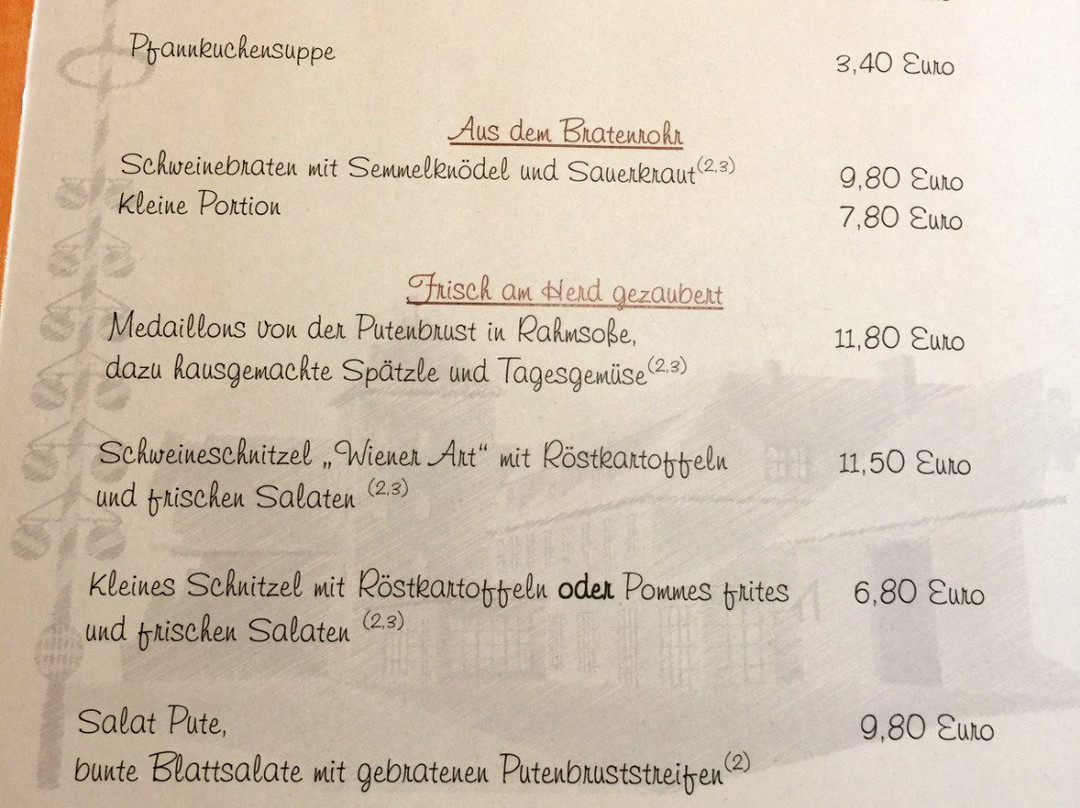 Pfannkuchensuppe 3,40 Euro
Aus dem Bratenrohr
Schweinebraten mit Semmelknödel und Sauerkraut(2,3) 9,80 Euro
Kleine Portion 7,80 Euro
Frisch am Herd gezaubert
Medaillons von der Putenbrust in Rahmsoße, 11,80 Euro
dazu hausgemachte Spätzle und Tagesgemüse(2,3)
Schweineschnitzel „Wiener Art“ mit Röstkartoffeln 11,50 Euro
und frischen Salaten (2,3)
Kleines Schnitzel mit Röstkartoffeln oder Pommes frites 6,80 Euro
und frischen Salaten (2,3)
Salat Pute, 9,80 Euro
bunte Blattsalate mit gebratenen Putenbruststreifen(2)